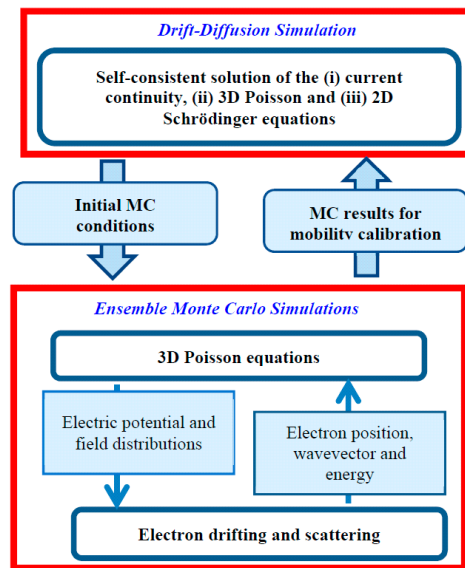 Drift-Diffusion Simulation
Self-consistent solution of the (i) current
continuity, (ii) 3D Poisson and (iii) 2D
Schrödinger equations
Initial MC
conditions
MC results for
mobility calibration
Ensemble Monte Carlo Simulations
3D Poisson equations
Electric potential and
field distributions
Electron position,
wavevector and
energy
Electron drifting and scattering